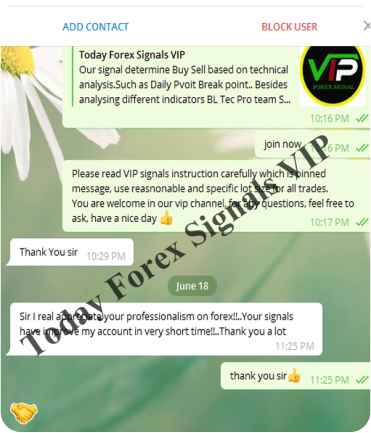 ADD CONTACT
BLOCK USER
Today Forex Signals VIP
Our signal determine Buy Sell based on technical
analysis.Such as Daily Pvoit Break point.. Besides
analysing different indicators BL Tec Pro team S...
VIP
FOREX SIGNAL
10:16 PM
join now
10:16 PM
Please read VIP signals instruction carefully which is pinned
message, use reasnonable and specific lot size for all trades.
You are welcome in our vip channel, for any questions, feel free to
ask, have a nice day 👍
10:17 PM
Thank You sir
10:29 PM
June 18
Sir I real appreciate your professionalism on forex!!..Your signals
have improve my account in very short time!!..Thank you a lot
11:25 PM
thank you sir👍
11:25 PM
Today Forex Signals VIP